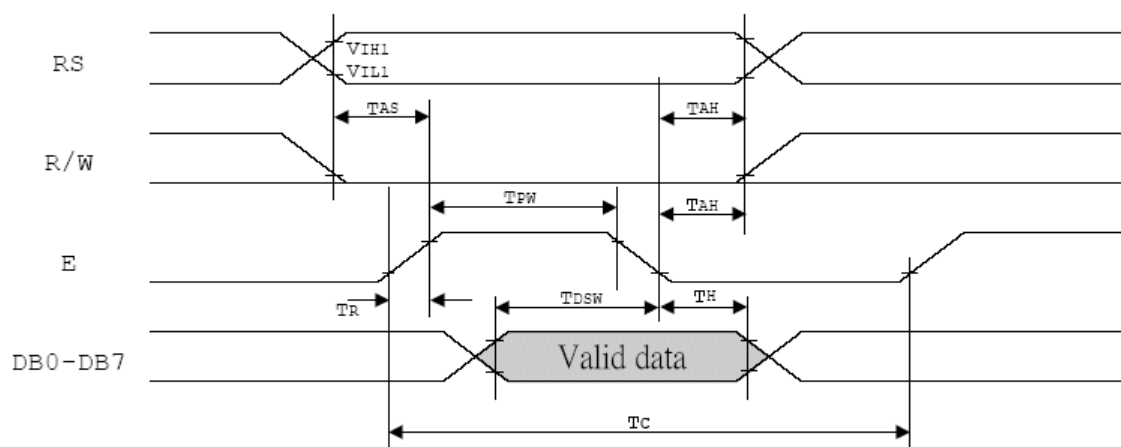 RS
VIH1
VIL1
TAS
TAH
R/W
TPW
TAH
E
TR
TDSW
TH
DB0-DB7
Valid data
TC